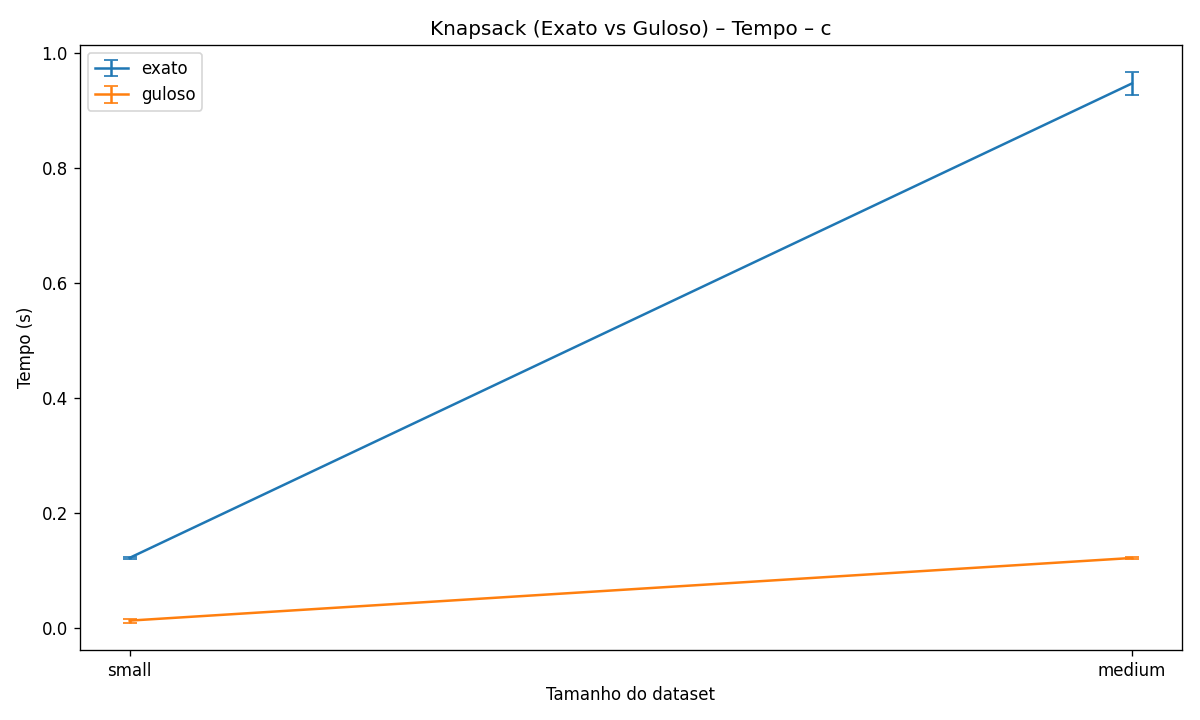 Knapsack (Exato vs Guloso) – Tempo – c
exato
guloso
1.0
0.8
0.6
0.4
0.2
0.0
Tempo (s)
small
medium
Tamanho do dataset